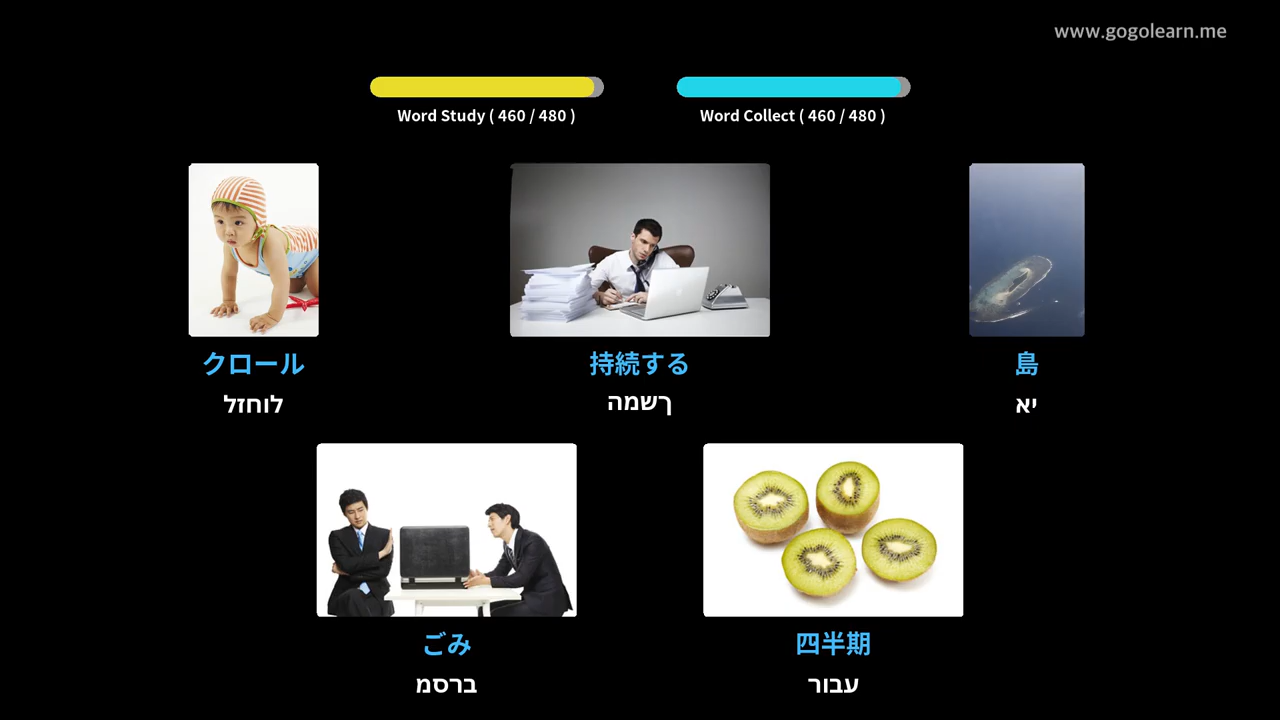 www.gogolearn.me
Word Study ( 460 / 480 )
Word Collect ( 460 / 480 )
クロール
לוחזל
持続する
ךשמה
島
יא
ごみ
ברסמ
四半期
עבור